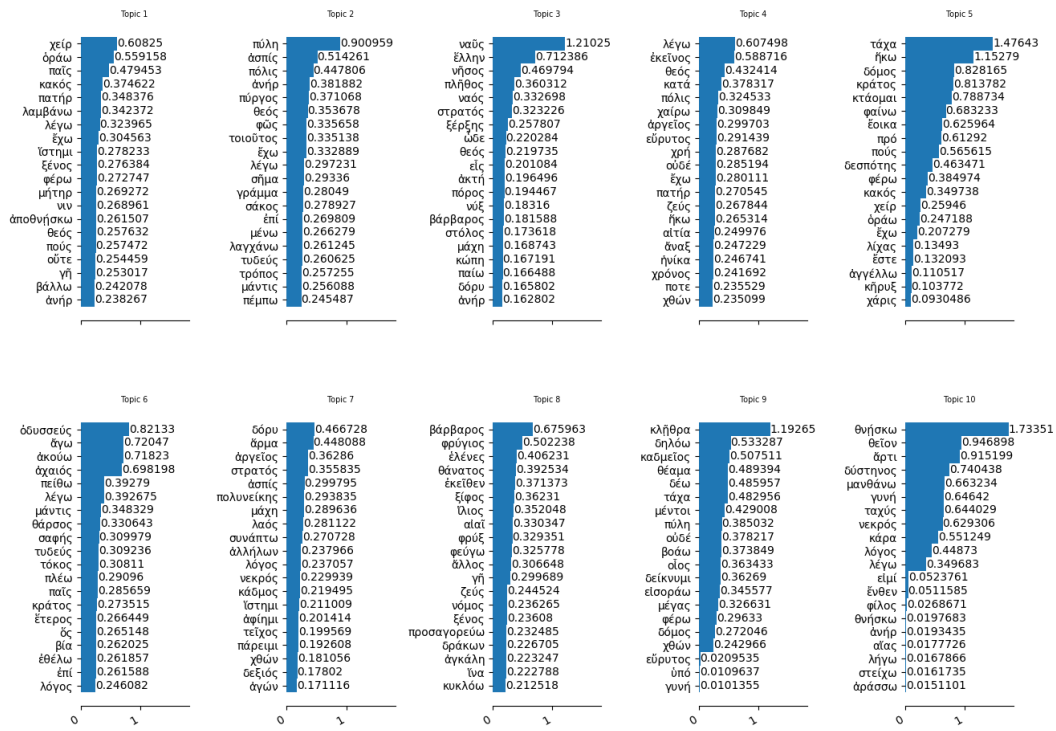 Topic 1
χείρ 0.60825
ὁράω 0.559158
παῖς 0.479453
κακός 0.374622
πατήρ 0.348376
λαμβάνω 0.342372
λέγω 0.323965
ἔχω 0.304563
ἵστημι 0.278233
ξένος 0.276384
φέρω 0.272747
μήτηρ 0.269272
νιν 0.268961
ἀποθνήσκω 0.261507
θεός 0.257632
πούς 0.257472
οὔτε 0.254459
γῆ 0.253017
βάλλω 0.242078
ἀνήρ 0.238267
0 1
Topic 2
πύλη 0.900959
ἀσπίς 0.514261
πόλις 0.447806
ἀνήρ 0.381882
πύργος 0.371068
θεός 0.353678
φῶς 0.335658
τοιοῦτος 0.335138
ἔχω 0.332889
λέγω 0.297231
σῆμα 0.29336
γράμμα 0.28049
σάκος 0.278927
ἐπί 0.269809
μένω 0.266279
λαγχάνω 0.261245
τυδεύς 0.260625
τρόπος 0.257255
μάντις 0.256088
πέμπω 0.245487
0 1
Topic 3
ναῦς 1.21025
ἕλλην 0.712386
νῆσος 0.469794
πλῆθος 0.360312
ναός 0.332698
στρατός 0.323226
ξέρξης 0.257807
ὧδε 0.220284
θεός 0.219735
εἷς 0.201084
ἀκτή 0.196496
πόρος 0.194467
νύξ 0.18316
βάρβαρος 0.181588
στόλος 0.173618
μάχη 0.168743
κώπη 0.167191
παίω 0.166488
δόρυ 0.165802
ἀνήρ 0.162802
0 1
Topic 4
λέγω 0.607498
ἐκεῖνος 0.588716
θεός 0.432414
κατά 0.378317
πόλις 0.324533
χαίρω 0.309849
ἀργεῖος 0.299703
εὔρυτος 0.291439
χρή 0.287682
οὐδέ 0.285194
ἔχω 0.280111
πατήρ 0.270545
ζεύς 0.267844
ἥκω 0.265314
αἰτία 0.249976
ἄναξ 0.247229
ἡνίκα 0.246741
χρόνος 0.241692
ποτε 0.235529
χθών 0.235099
0 1
Topic 5
τάχα 1.47643
ἥκω 1.15279
δόμος 0.828165
κράτος 0.813782
κτάομαι 0.788734
φαίνω 0.683233
ἔοικα 0.625964
πρό 0.61292
πούς 0.565615
δεσπότης 0.463471
φέρω 0.384974
κακός 0.349738
χείρ 0.25946
ὁράω 0.247188
ἔχω 0.207279
λίχας 0.13493
ἔστε 0.132093
ἀγγέλλω 0.110517
κῆρυξ 0.103772
χάρις 0.0930486
0 1
Topic 6
ὀδυσσεύς 0.82133
ἄγω 0.72047
ἀκούω 0.71823
ἀχαιός 0.698198
πείθω 0.39279
λέγω 0.392675
μάντις 0.348329
θάρσος 0.330643
σαφής 0.309979
τυδεύς 0.309236
τόκος 0.30811
πλέω 0.29096
παῖς 0.285659
κράτος 0.273515
ἕτερος 0.266449
ὅς 0.265148
βία 0.262025
ἐθέλω 0.261857
ἐπί 0.261588
λόγος 0.246082
0 1
Topic 7
δόρυ 0.466728
ἅρμα 0.448088
ἀργεῖος 0.36286
στρατός 0.355835
ἀσπίς 0.299795
πολυνείκης 0.293835
μάχη 0.289636
λαός 0.281122
συνάπτω 0.270728
ἀλλήλων 0.237966
λόγος 0.237057
νεκρός 0.229939
κάδμος 0.219495
ἵστημι 0.211009
ἀφίημι 0.201414
τεῖχος 0.199569
πάρειμι 0.192608
χθών 0.181056
δεξιός 0.17802
ἀγών 0.171116
0 1
Topic 8
βάρβαρος 0.675963
φρύγιος 0.502238
ἑλένες 0.406231
θάνατος 0.392534
ἐκεῖθεν 0.371373
ξίφος 0.36231
ἴλιος 0.352048
αἰαῖ 0.330347
φρύξ 0.329351
φεύγω 0.325778
ἄλλος 0.306648
γῆ 0.299689
ζεύς 0.244524
νόμος 0.236265
ξένος 0.23608
προσαγορεύω 0.232485
δράκων 0.226705
ἀγκάλη 0.223247
ἵνα 0.222788
κυκλόω 0.212518
0 1
Topic 9
κλῇθρα 1.19265
δηλόω 0.533287
καδμεῖος 0.507511
θέαμα 0.489394
δέω 0.485957
τάχα 0.482956
μέντοι 0.429008
πύλη 0.385032
οὐδέ 0.378217
βοάω 0.373849
οἷος 0.363433
δείκνυμι 0.36269
εἰσοράω 0.345577
μέγας 0.326631
φέρω 0.29633
δόμος 0.272046
χθών 0.242966
εὔρυτος 0.0209535
ὑπό 0.0109637
γυνή 0.0101355
0 1
Topic 10
θνήσκω 1.73351
θεῖον 0.946898
ἄρτι 0.915199
δύστηνος 0.740438
μανθάνω 0.663234
γυνή 0.64642
ταχύς 0.644029
νεκρός 0.629306
κάρα 0.551249
λόγος 0.44873
λέγω 0.349683
εἰμί 0.0523761
ἔνθεν 0.0511585
φίλος 0.0268671
θνήσκω 0.0197683
ἀνήρ 0.0193435
αἴας 0.0177726
λήγω 0.0167866
στείχω 0.0161735
ἀράσσω 0.0151101
0 1